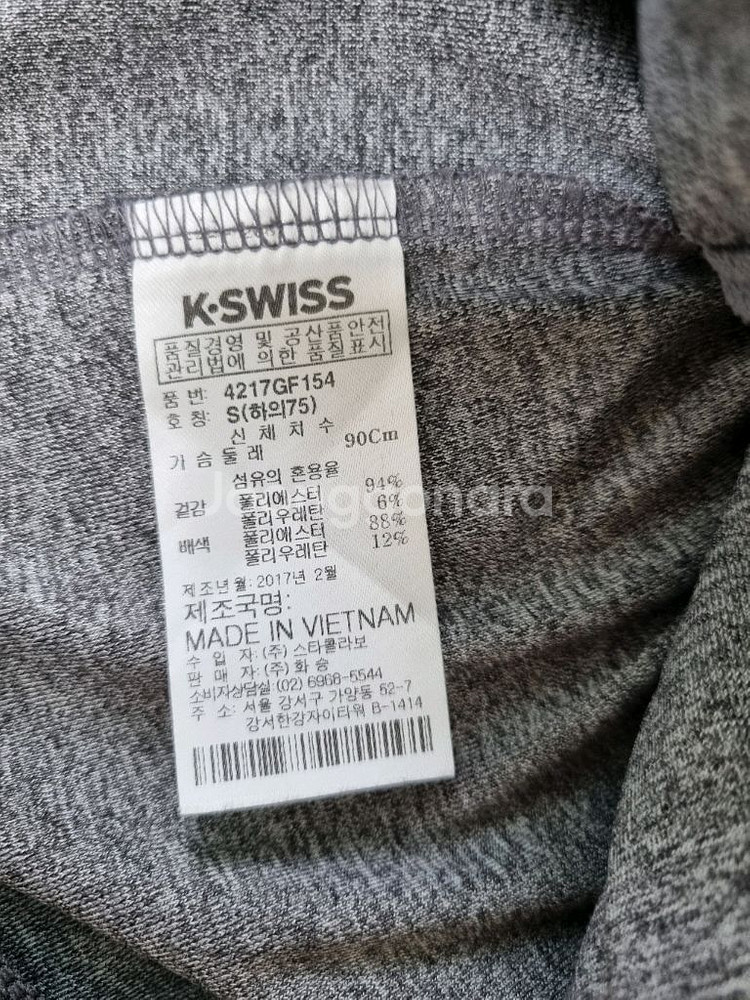 K·SWISS
품질경영 및 공산품안전
관리법에 의한 품질표시
품 번: 4217GF154
호 칭: S(하의75)
신 체 치 수
가 슴 둘 레 90Cm
섬유의 혼용율
겉감 폴리에스터 94%
폴리우레탄 6%
배색 폴리에스터 88%
폴리우레탄 12%
제조년월: 2017년 2월
제조국명:
MADE IN VIETNAM
수 입 자: (주) 스타콜라보
판 매 자: (주) 화 승
소비자상담실: (02) 6968-5544
주 소: 서울 강서구 가양동 52-7
강서한강자이타워 B-1414
Joonggonara